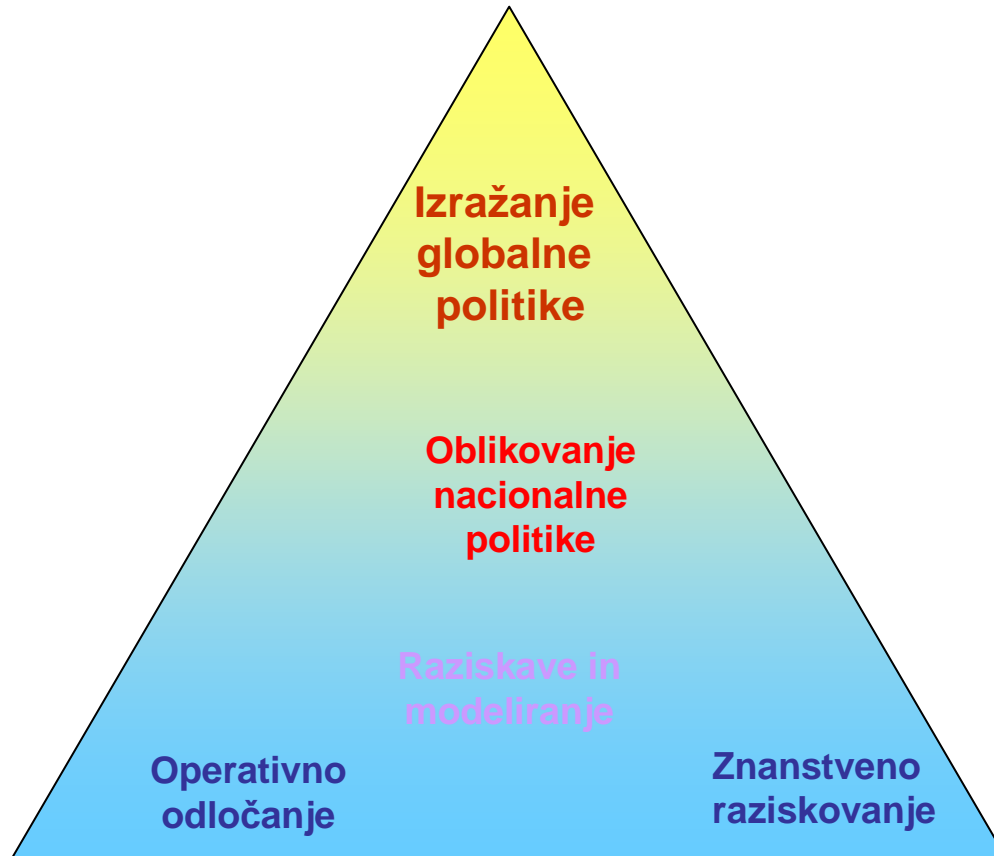 Izražanje
globalne
politike
Oblikovanje
nacionalne
politike
Raziskave in
modeliranje
Operativno
odločanje
Znanstveno
raziskovanje